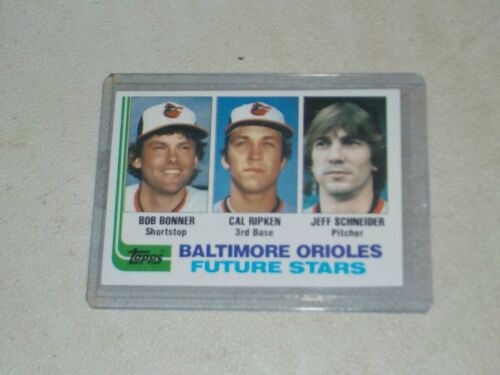 BOB BONNER
Shortstop
CAL RIPKEN
3rd Base
JEFF SCHNEIDER
Pitcher
Topps
BALTIMORE ORIOLES
FUTURE STARS